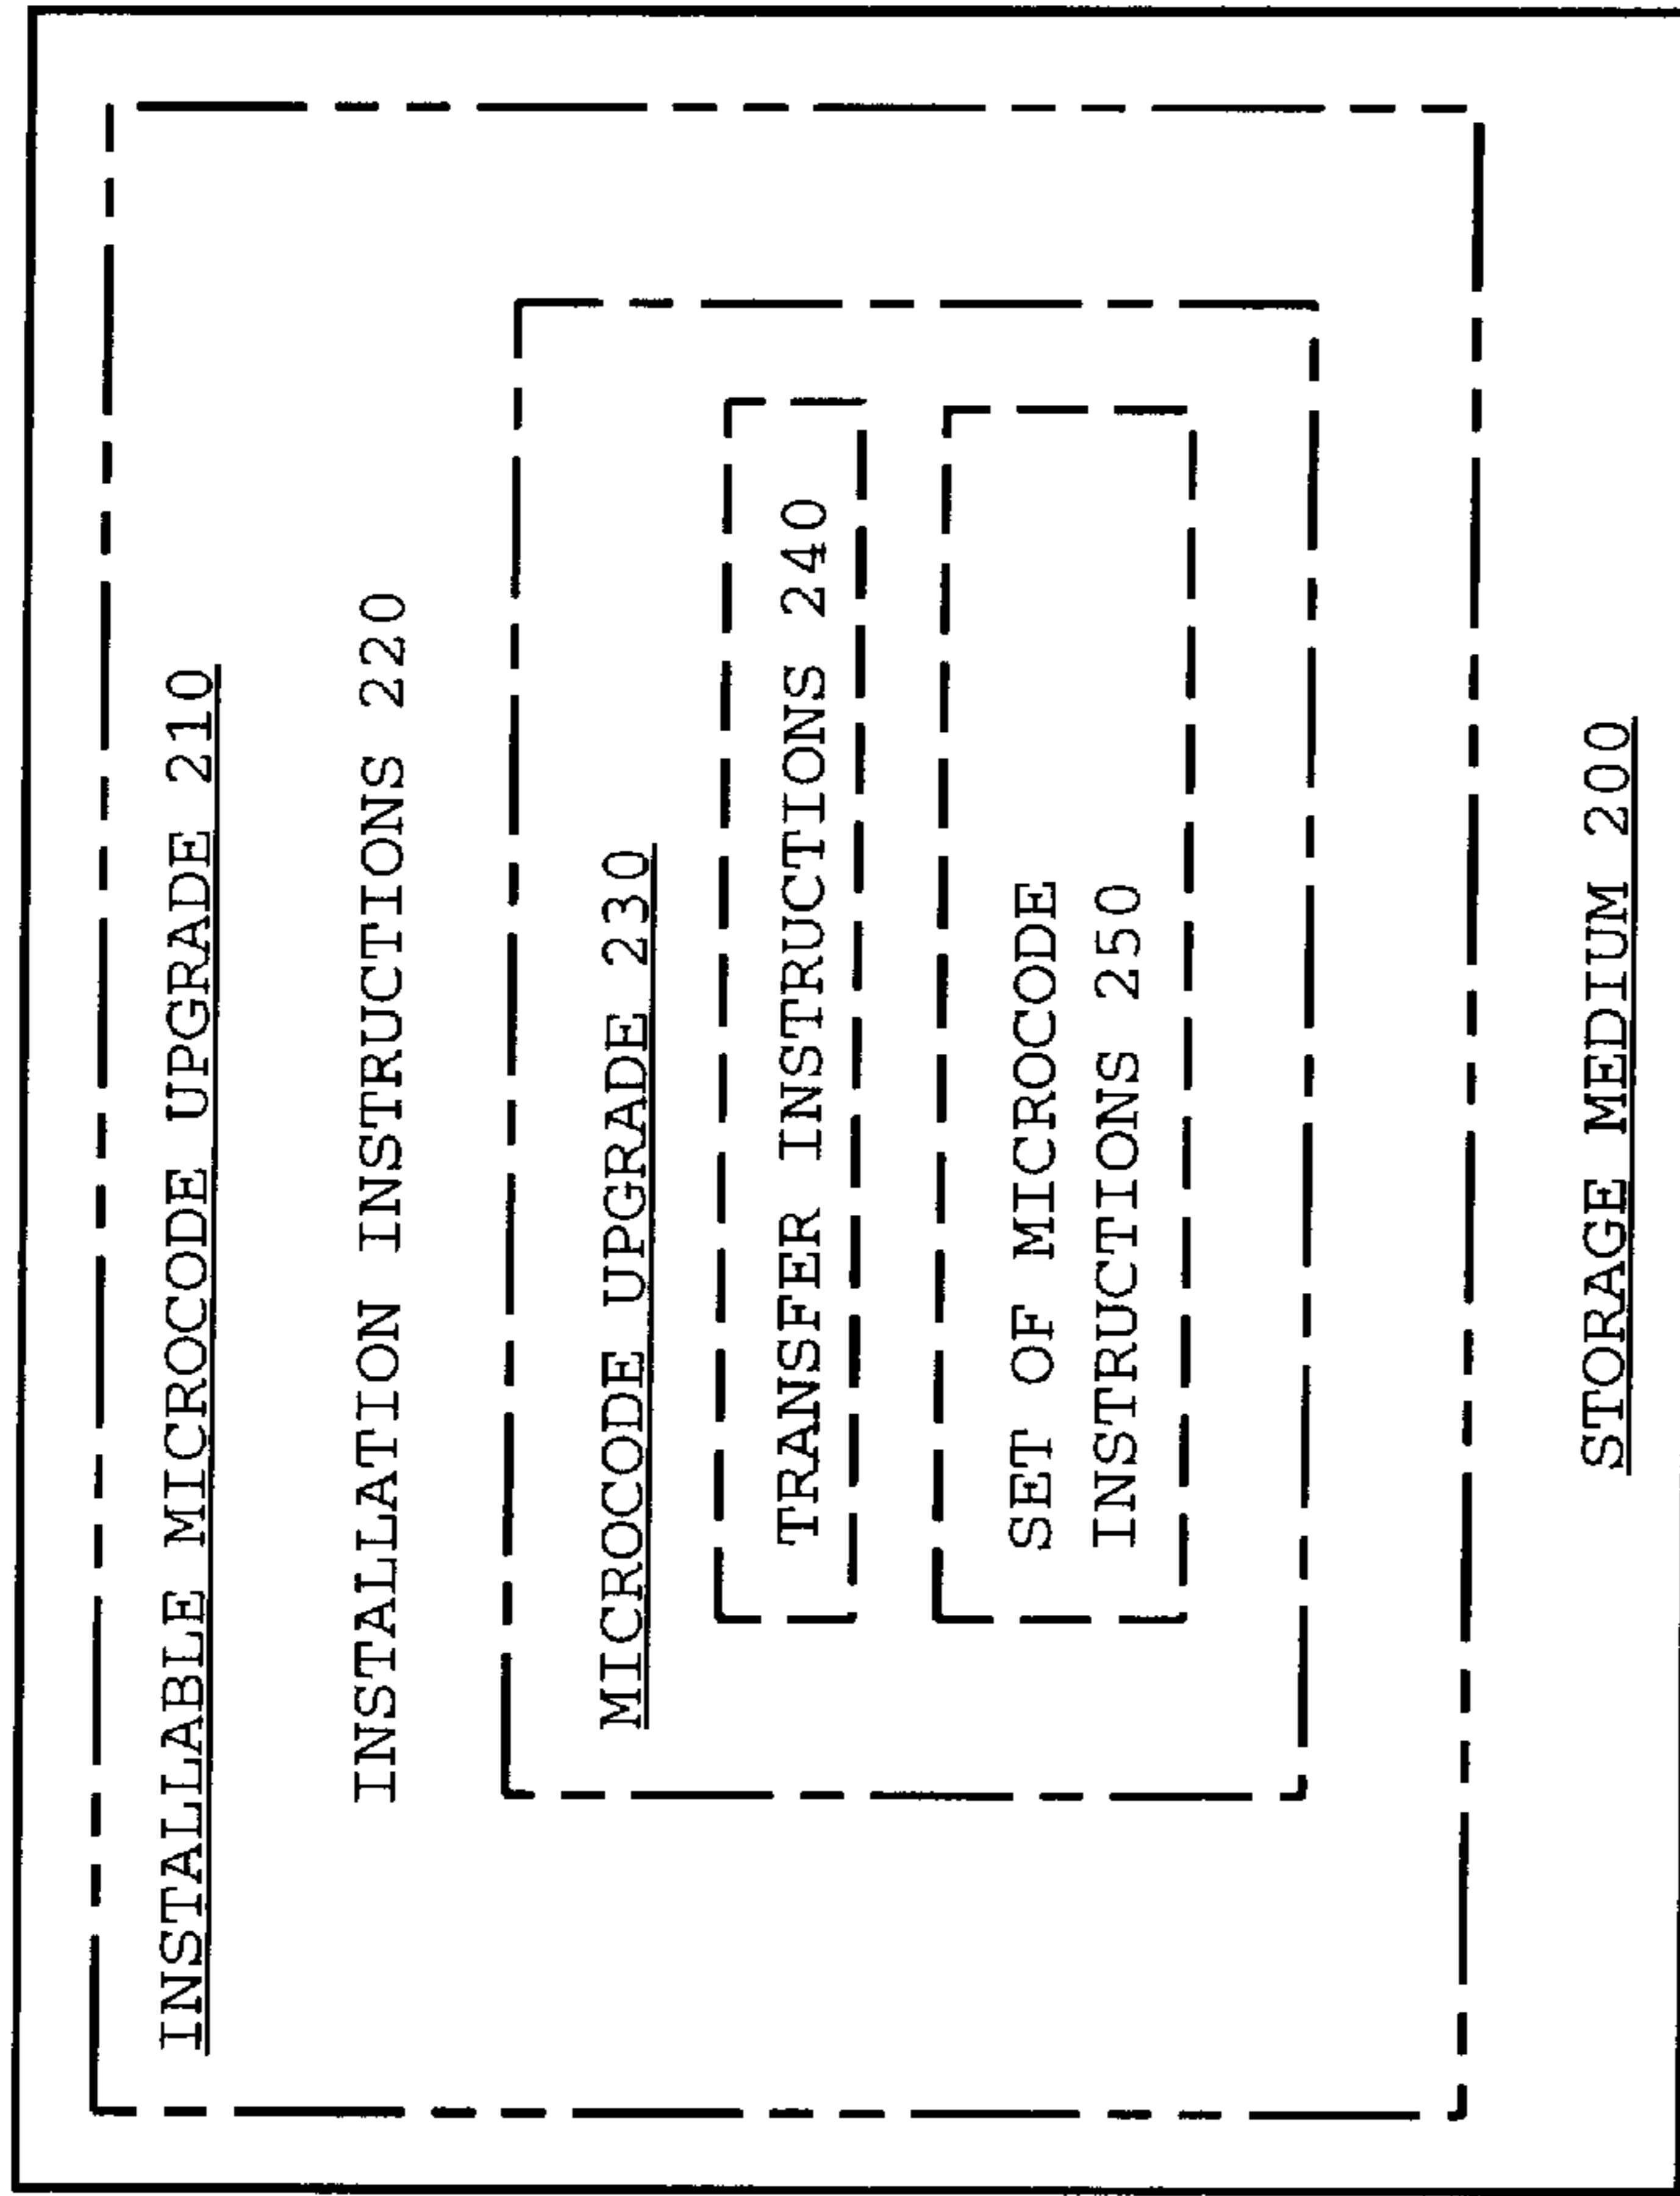 INSTALLABLE MICROCODE UPGRADE 210
INSTALLATION INSTRUCTIONS 220
MICROCODE UPGRADE 230
TRANSFER INSTRUCTIONS 240
SET OF MICROCODE
INSTRUCTIONS 250
STORAGE MEDIUM 200